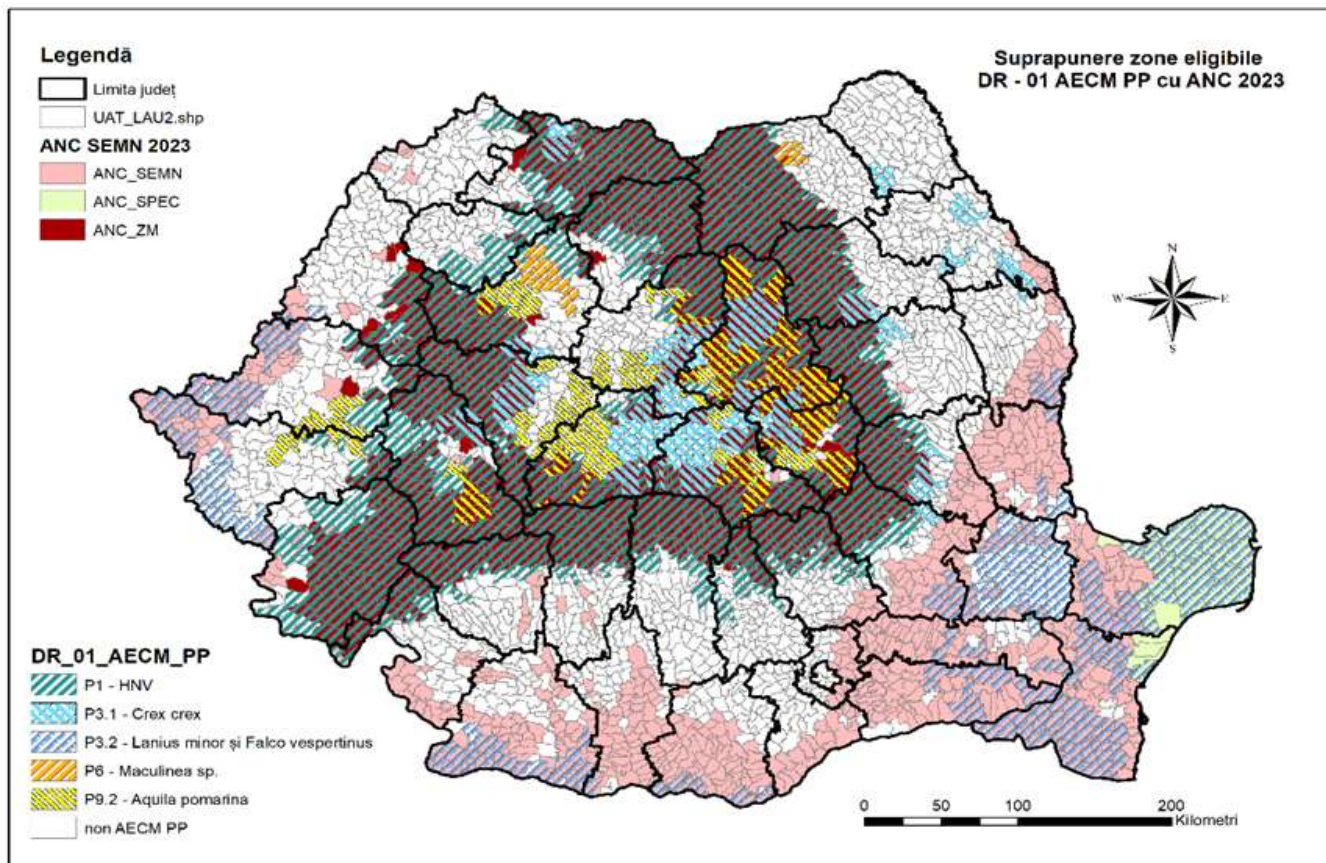 Legendă
Limita județ
UAT_LAU2.shp
ANC SEMN 2023
ANC_SEMN
ANC_SPEC
ANC_ZM
Suprapunere zone eligibile
DR - 01 AECM PP cu ANC 2023
N
W
E
S
DR_01_AECM_PP
P1 - HNV
P3.1 - Crex crex
P3.2 - Lanius minor și Falco vespertinus
P6 - Maculinea sp.
P9.2 - Aquila pomarina
non AECM PP
0 50 100 200
Kilometri